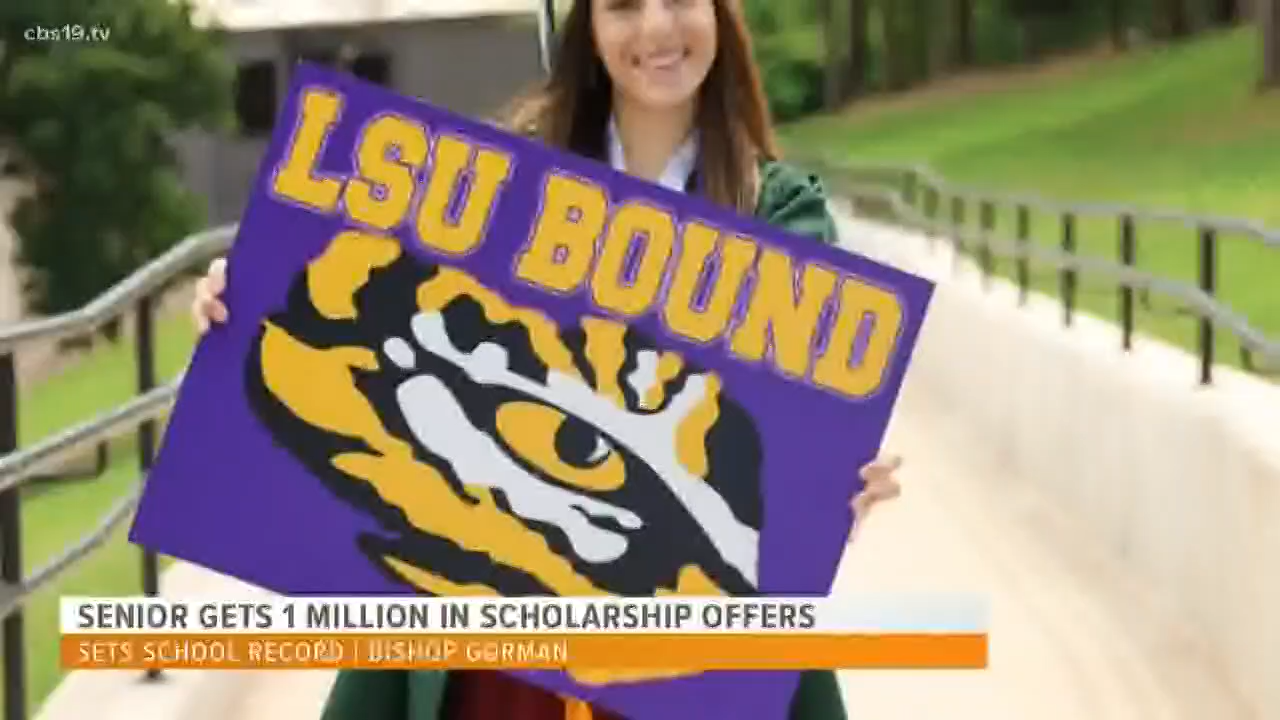 cbs19.tv
LSU BOUND
SENIOR GETS 1 MILLION IN SCHOLARSHIP OFFERS
SETS SCHOOL RECORD | BISHOP GORMAN